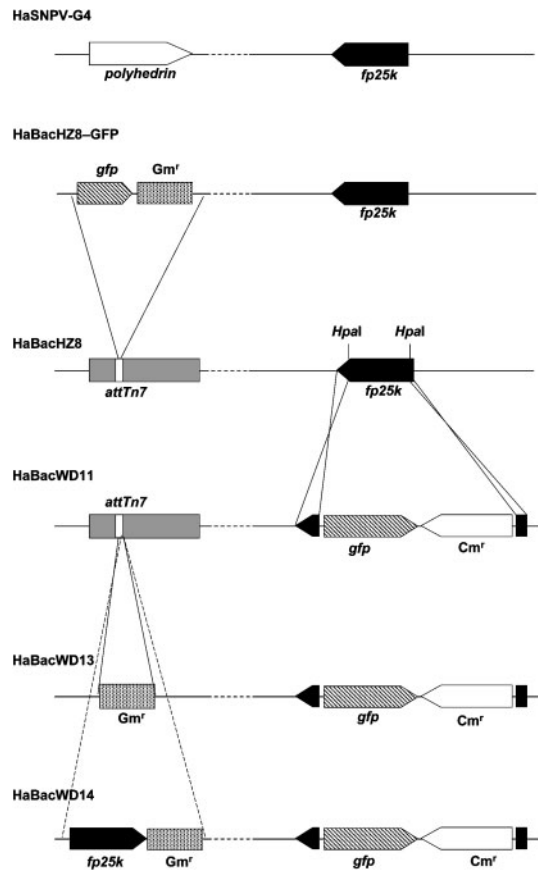 HaSNPV-G4
polyhedrin
fp25k
HaBacHZ8–GFP
gfp
Gmʳ
fp25k
HaBacHZ8
HpaI
HpaI
attTn7
fp25k
HaBacWD11
attTn7
gfp
Cmʳ
HaBacWD13
Gmʳ
gfp
Cmʳ
HaBacWD14
fp25k
Gmʳ
gfp
Cmʳ